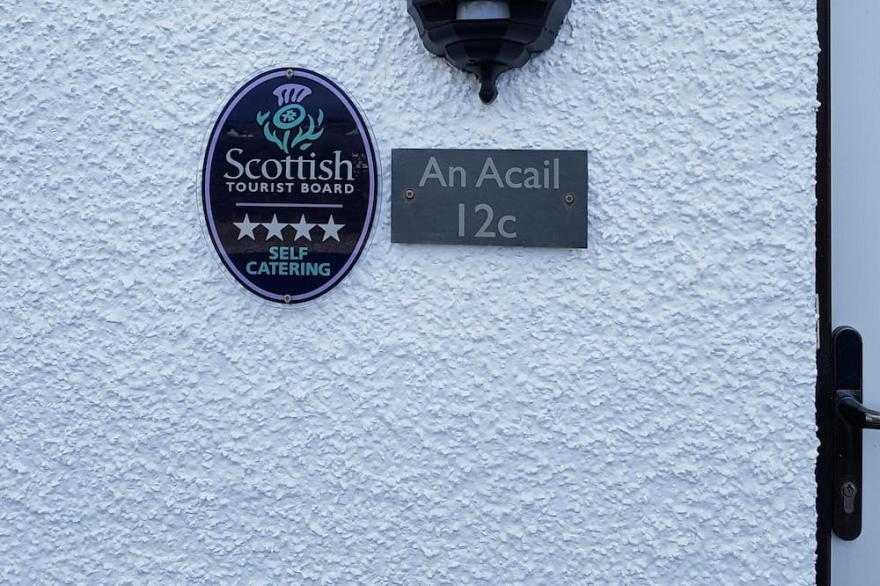 Scottish
TOURIST BOARD
SELF
CATERING
An Acail
12c